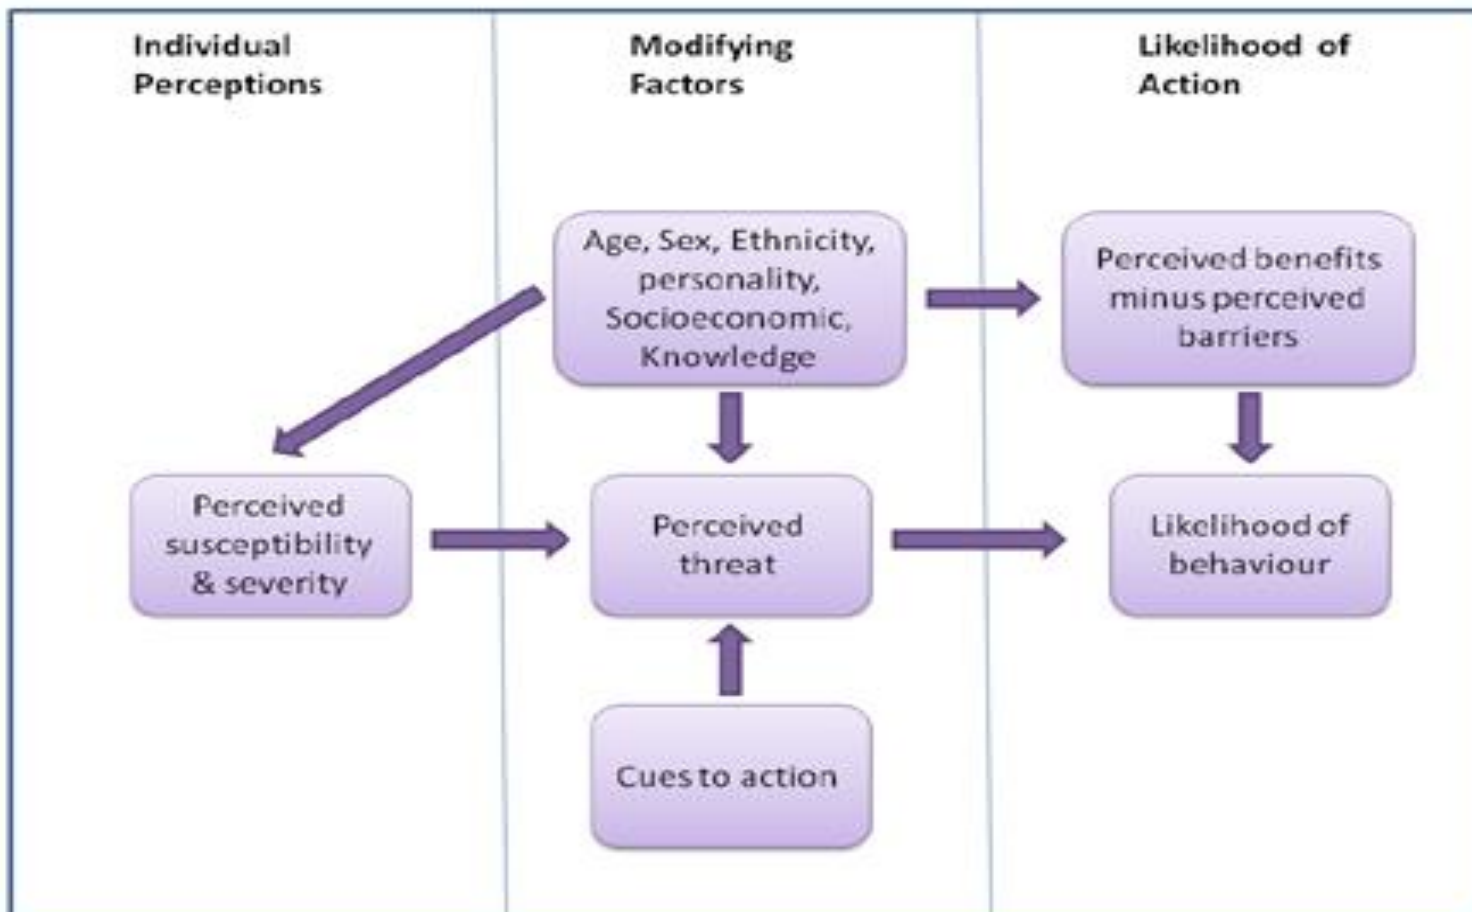 Individual
Perceptions
Modifying
Factors
Likelihood of
Action
Age, Sex, Ethnicity,
personality,
Socioeconomic,
Knowledge
Perceived benefits
minus perceived
barriers
Perceived
susceptibility
& severity
Perceived
threat
Likelihood of
behaviour
Cues to action